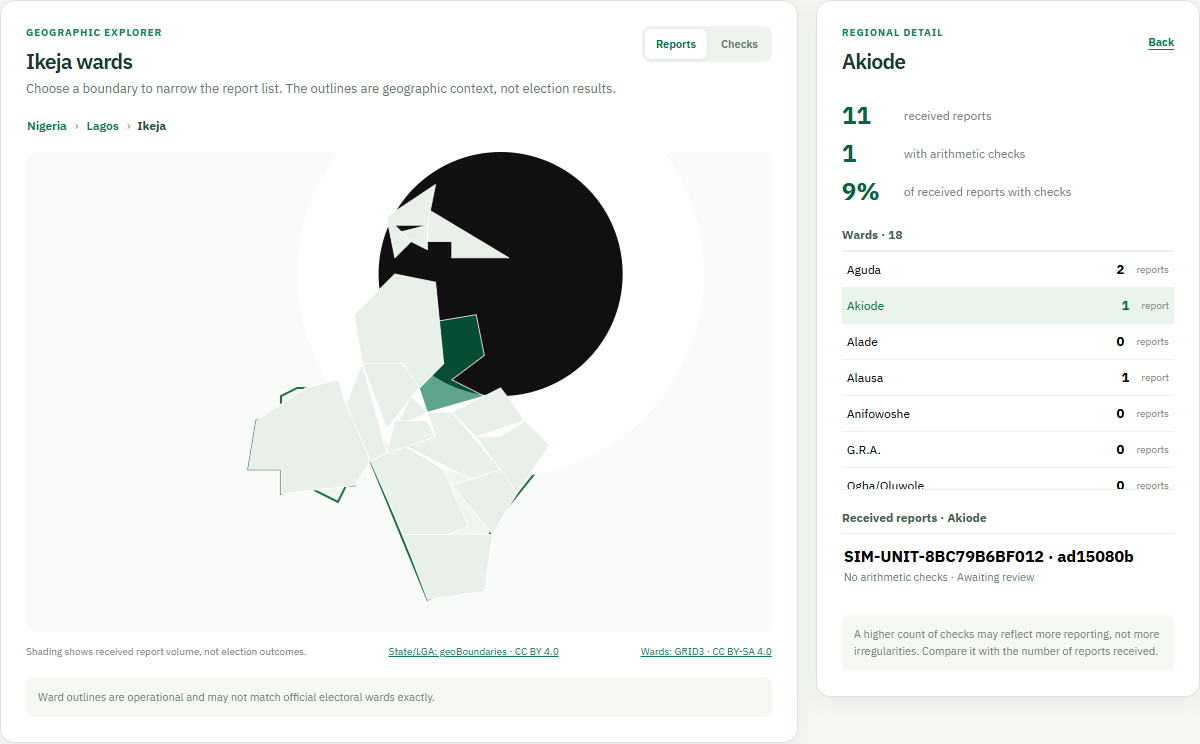 GEOGRAPHIC EXPLORER
Ikeja wards
Choose a boundary to narrow the report list. The outlines are geographic context, not election results.
Reports
Checks
Nigeria › Lagos › Ikeja
Shading shows received report volume, not election outcomes.
State/LGA: geoBoundaries · CC BY 4.0
Wards: GRID3 · CC BY-SA 4.0
Ward outlines are operational and may not match official electoral wards exactly.
REGIONAL DETAIL
Back
Akiode
11 received reports
1 with arithmetic checks
9% of received reports with checks
Wards · 18
Aguda 2 reports
Akiode 1 report
Alade 0 reports
Alausa 1 report
Anifowoshe 0 reports
G.R.A. 0 reports
Ogba/Oluwole 0 reports
Received reports · Akiode
SIM-UNIT-8BC79B6BF012 · ad15080b
No arithmetic checks · Awaiting review
A higher count of checks may reflect more reporting, not more
irregularities. Compare it with the number of reports received.